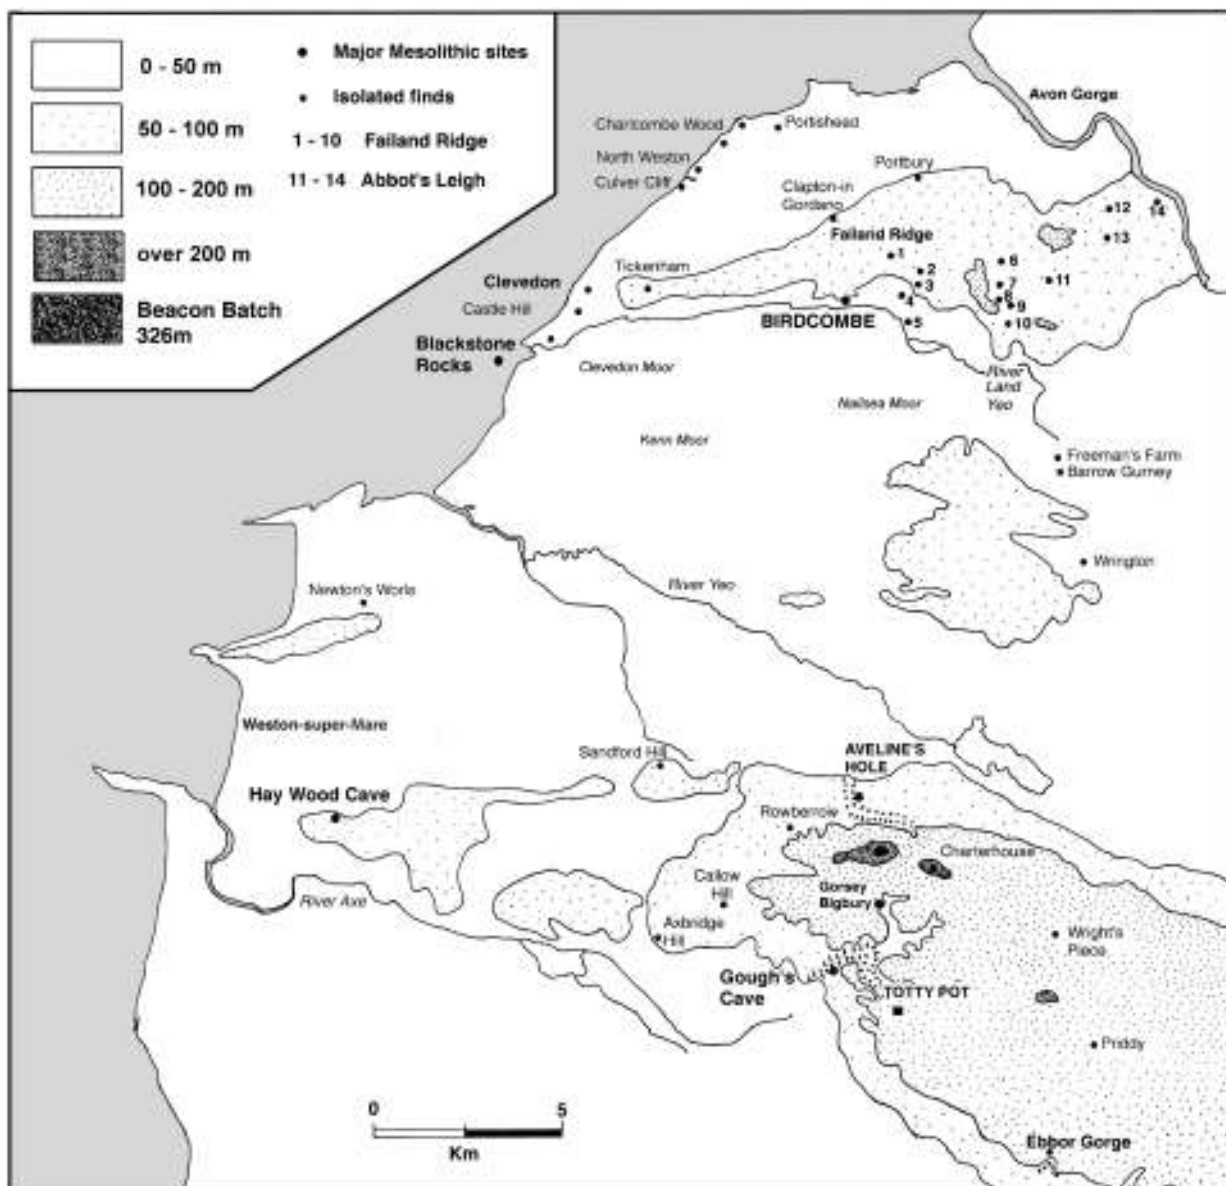 0 - 50 m
50 - 100 m
100 - 200 m
over 200 m
Beacon Batch
326m
Major Mesolithic sites
Isolated finds
1 - 10 Failand Ridge
11 - 14 Abbot's Leigh
Avon Gorge
Charlcombe Wood
Portishead
North Weston
Culver Cliff
Portbury
Clapton-in
Gordano
Failand Ridge
12
14
13
1
2
3
4
5
6
7
8
9
10
11
Tickenham
Clevedon
Castle Hill
BIRDCOMBE
Blackstone
Rocks
Clevedon Moor
River
Land
Yeo
Nailsea Moor
Kenn Moor
Freeman's Farm
Barrow Gurney
Wrington
River Yeo
Newton's Worle
Weston-super-Mare
Sandford Hill
AVELINE'S
HOLE
Hay Wood Cave
Rowberrow
Charterhouse
Callow
Hill
Gorsey
Bigbury
River Axe
Axbridge
Hill
Wright's
Piece
Gough's
Cave
TOTTY POT
Priddy
0
5
Km
Ebbor Gorge